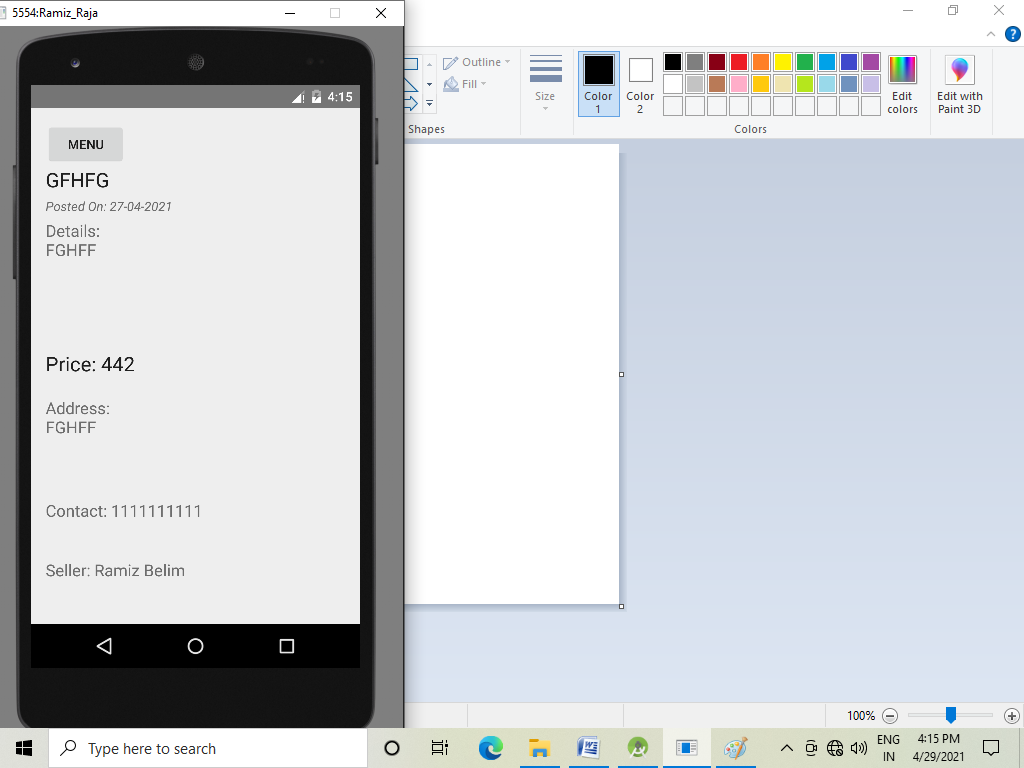 5554:Ramiz_Raja
4:15
MENU
GFHFG
Posted On: 27-04-2021
Details:
FGHFF
Price: 442
Address:
FGHFF
Contact: 1111111111
Seller: Ramiz Belim
Outline
Fill
Shapes
Size
Color
1
Color
2
Edit
colors
Colors
Edit with
Paint 3D
?
100%
Type here to search
W
ENG
IN
4:15 PM
4/29/2021